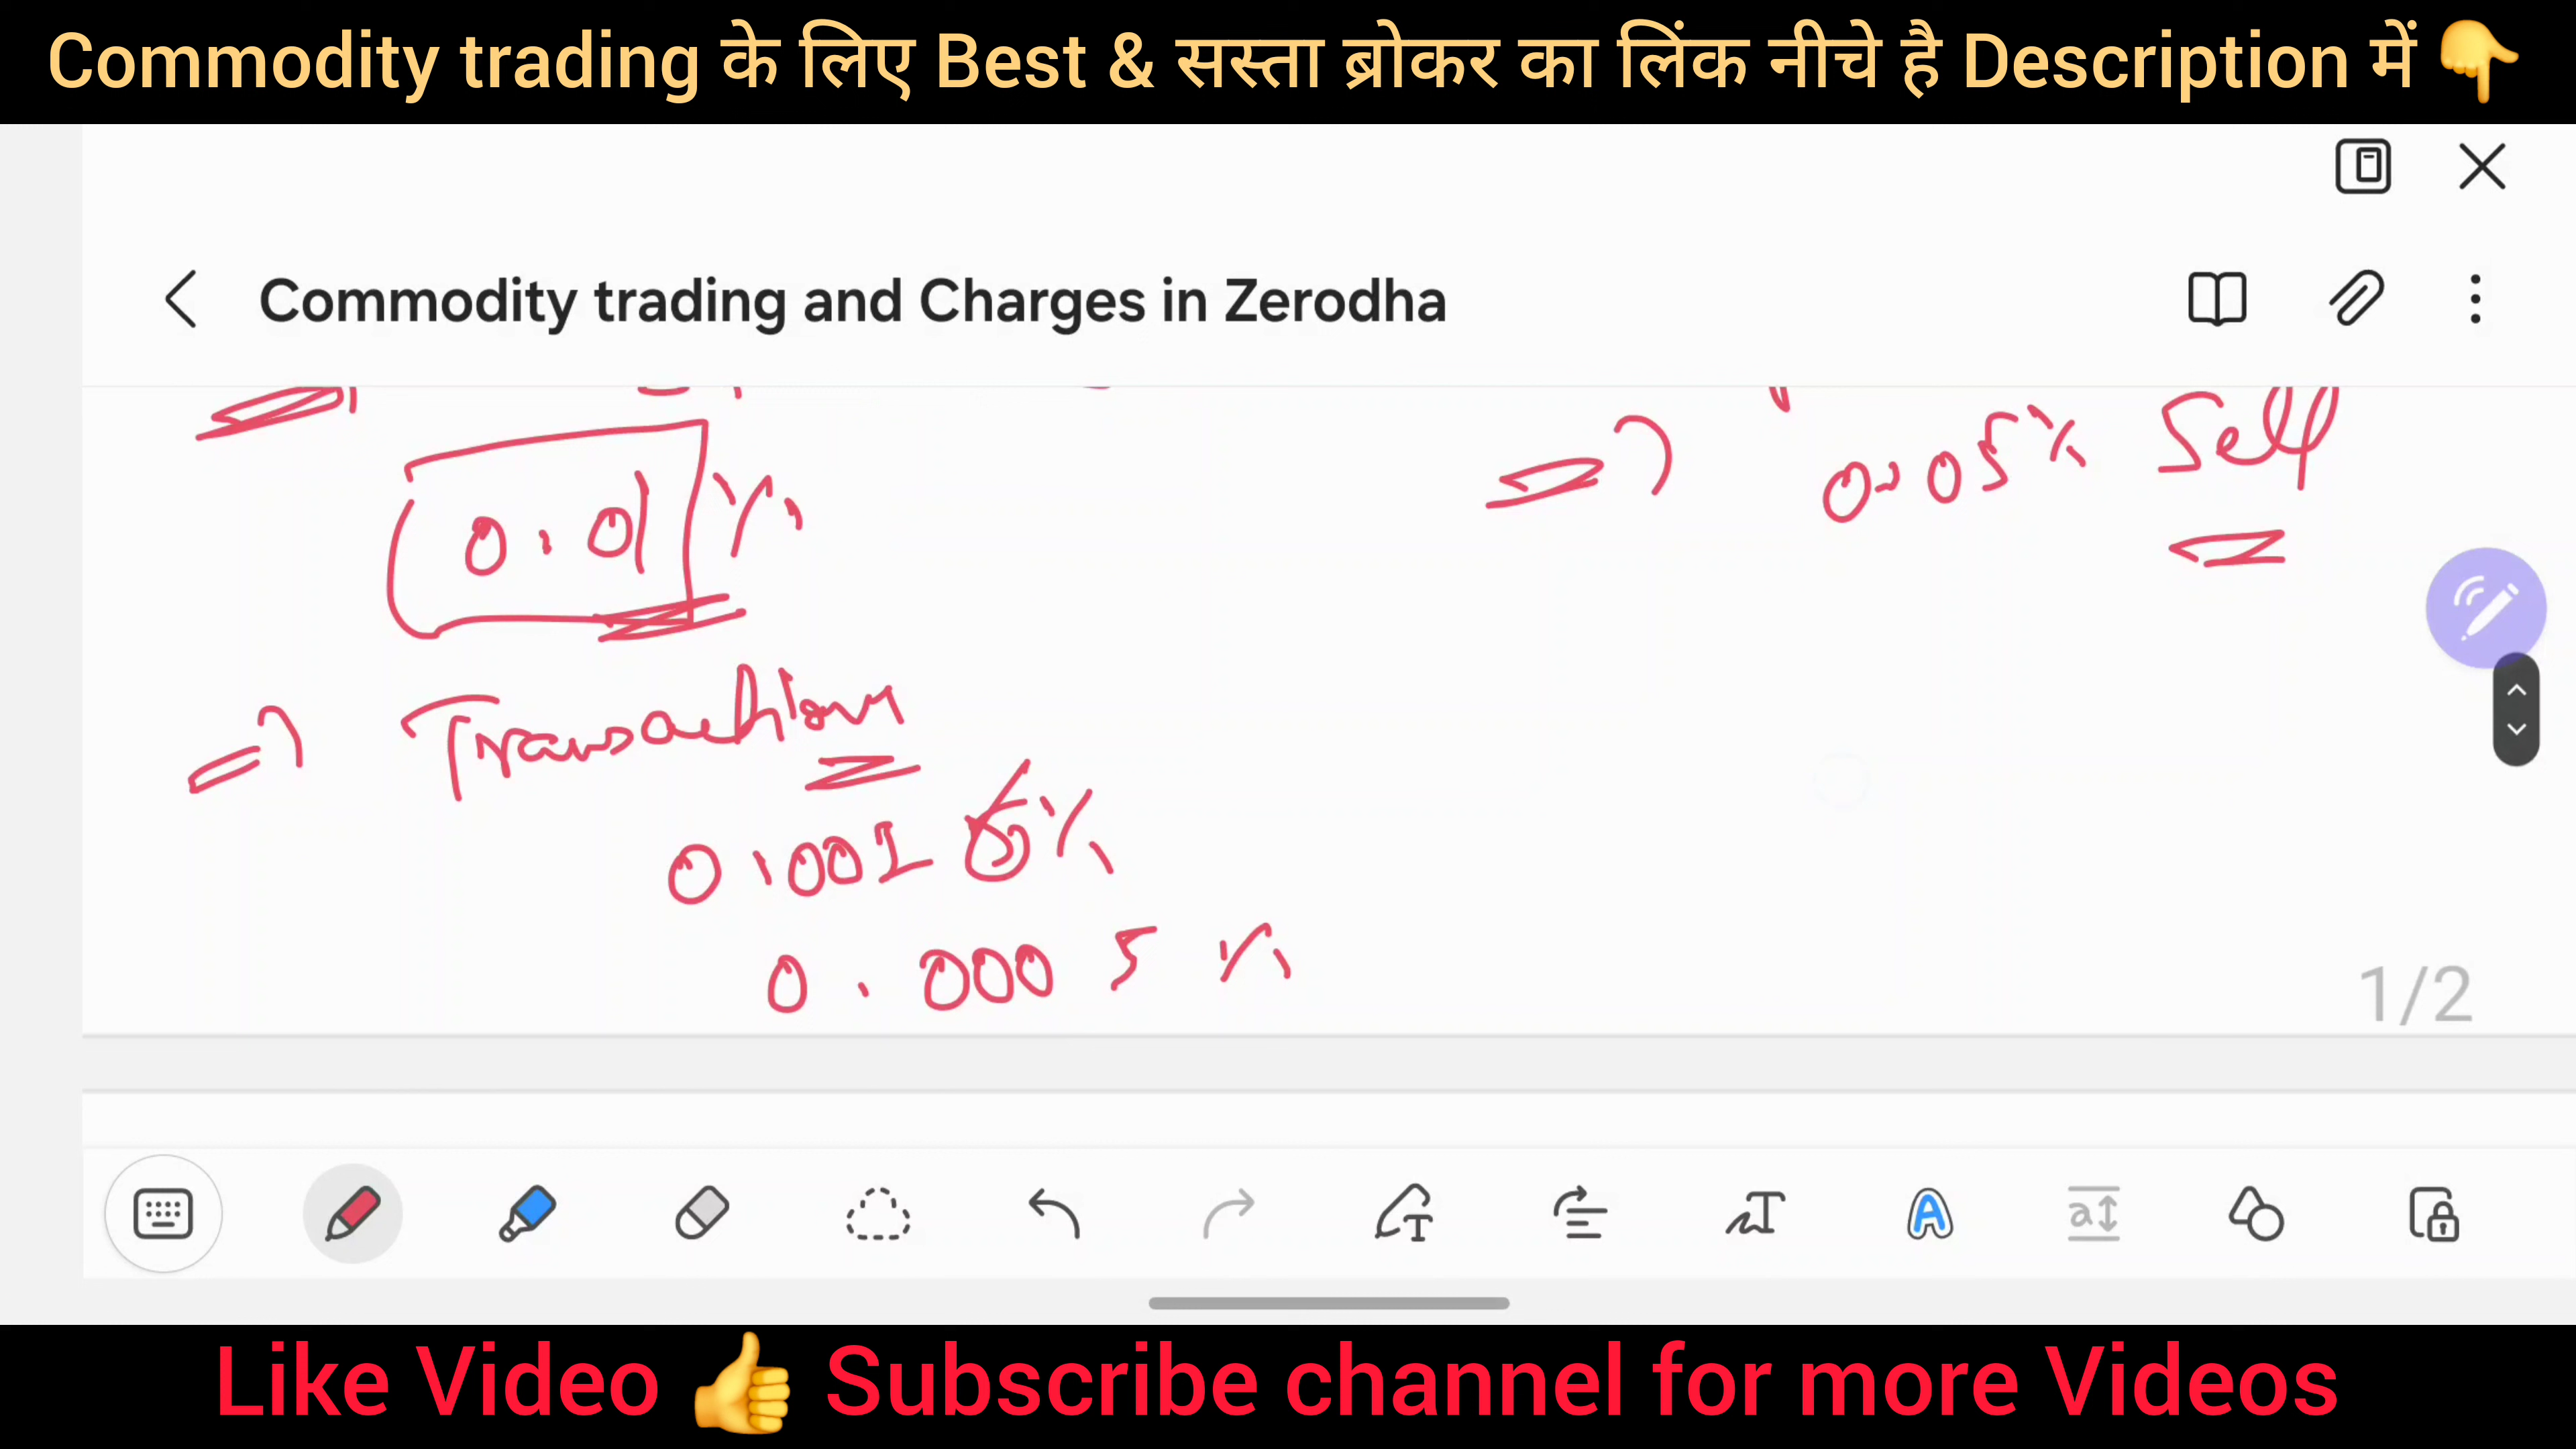 Commodity trading के लिए Best & सस्ता ब्रोकर का लिंक नीचे है Description में 👇
Commodity trading and Charges in Zerodha
0.01 %
0.05% Sell
Transaction
0.001 %
0.0005 %
1/2
Like Video 👍 Subscribe channel for more Videos